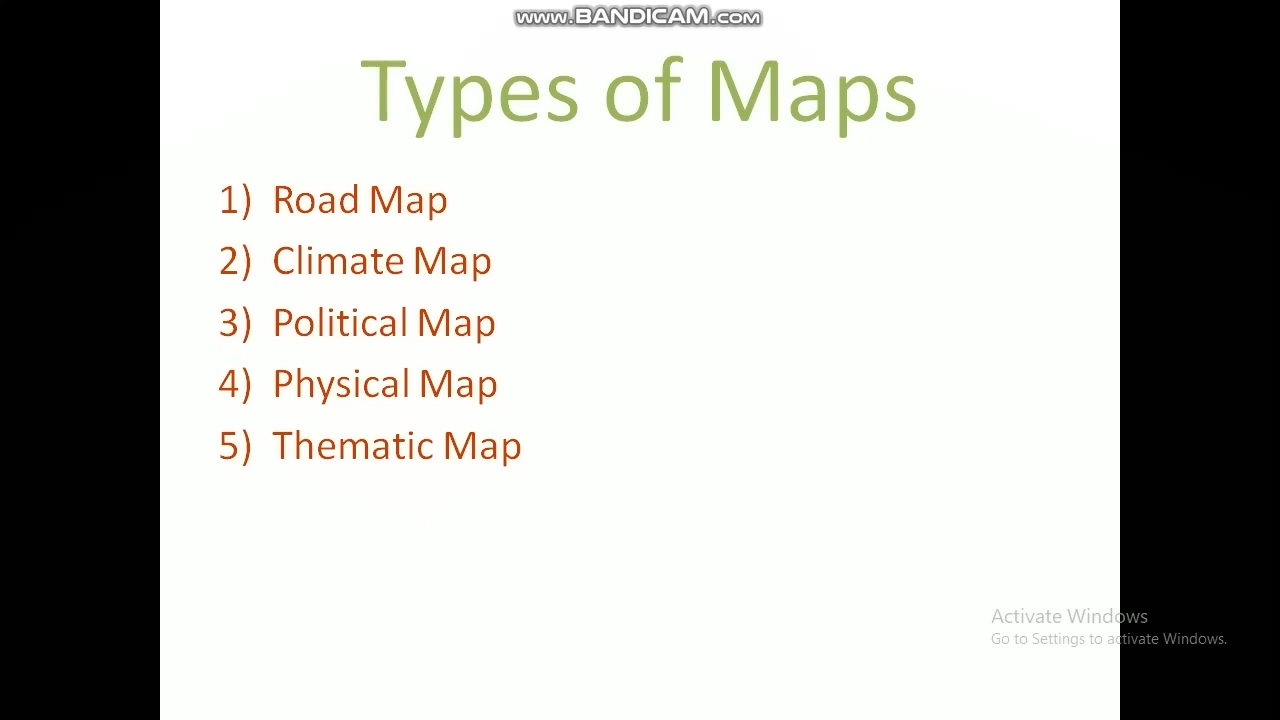 www.BANDICAM.com
Types of Maps
1) Road Map
2) Climate Map
3) Political Map
4) Physical Map
5) Thematic Map
Activate Windows
Go to Settings to activate Windows.